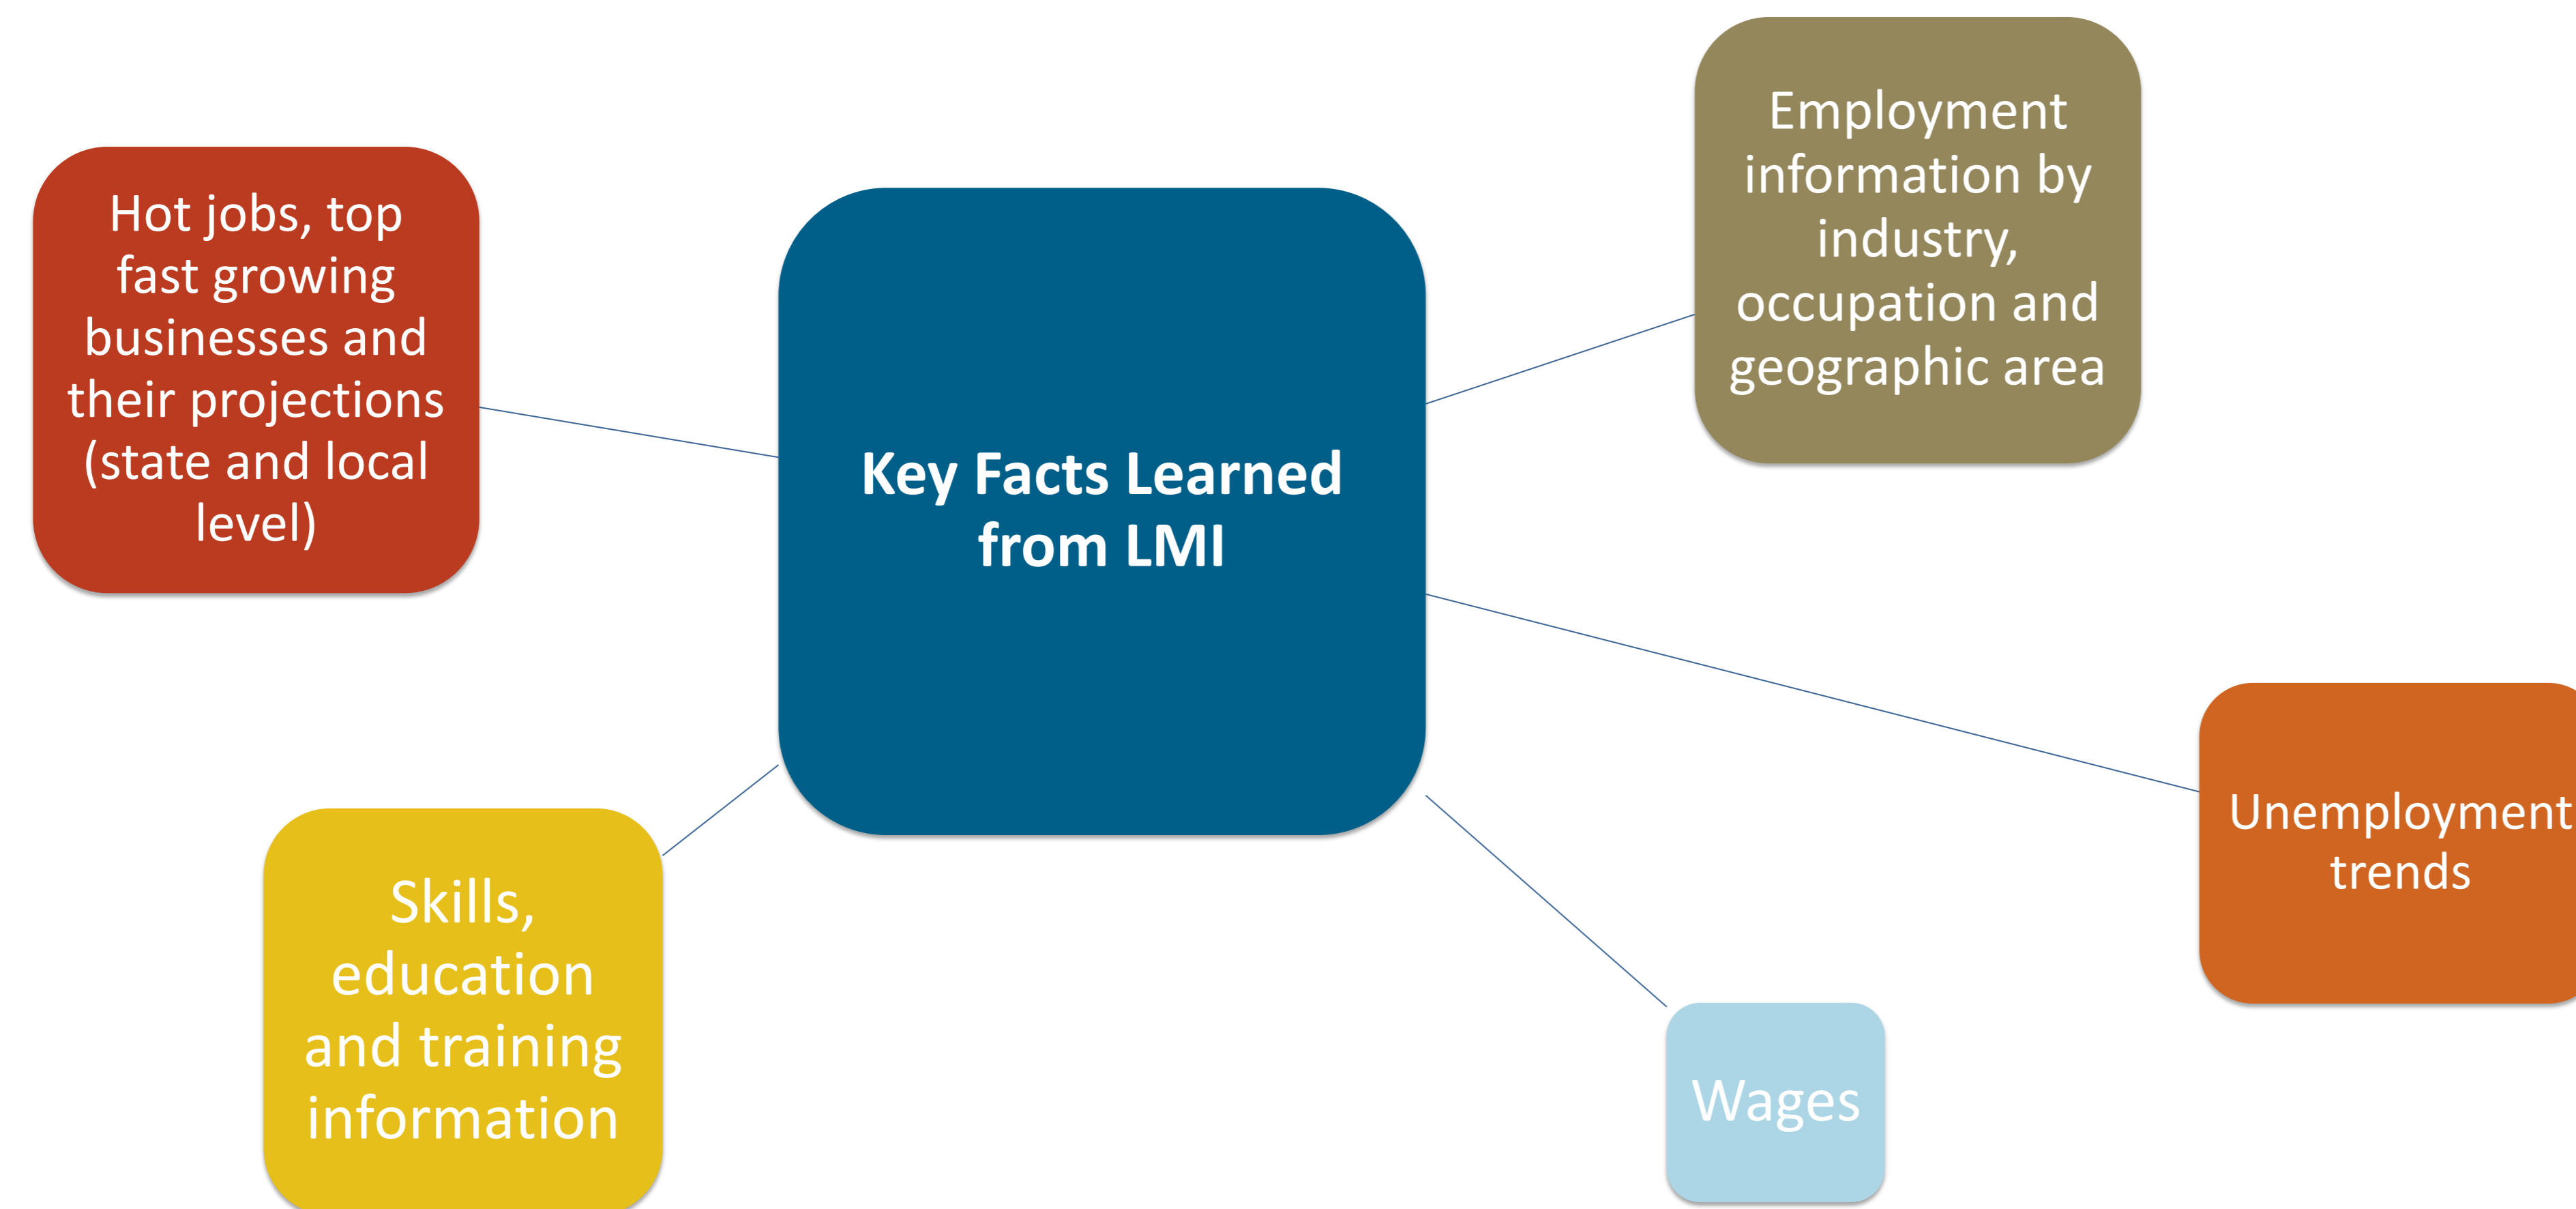 Hot jobs, top
fast growing
businesses and
their projections
(state and local
level)
Key Facts Learned
from LMI
Employment
information by
industry,
occupation and
geographic area
Unemployment
trends
Skills,
education
and training
information
Wages